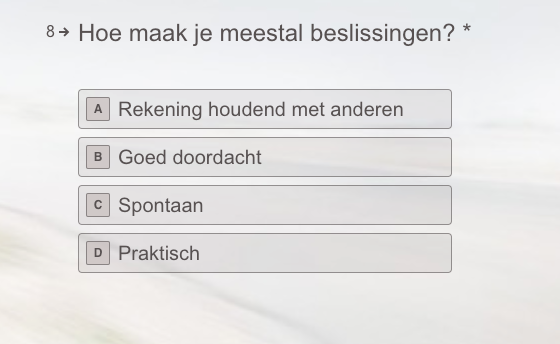 8→ Hoe maak je meestal beslissingen? *
A Rekening houdend met anderen
B Goed doordacht
C Spontaan
D Praktisch